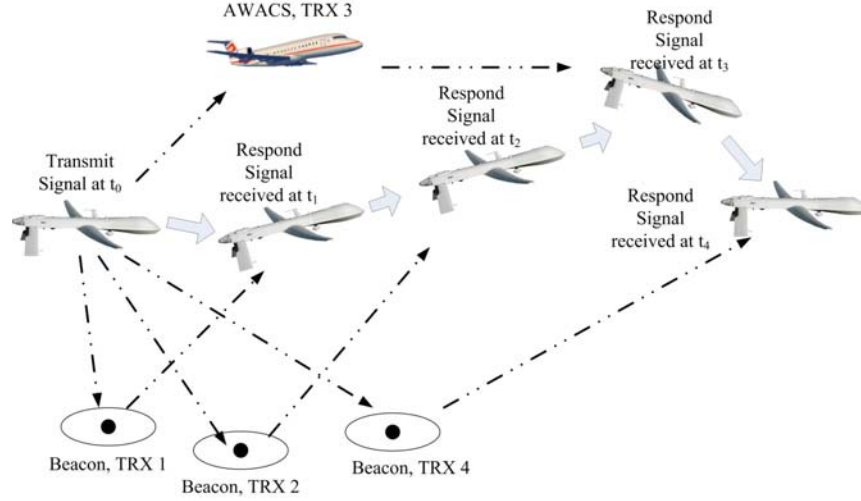 AWACS, TRX 3
Respond
Signal
received at t3
Respond
Signal
received at t2
Transmit
Signal at t0
Respond
Signal
received at t1
Respond
Signal
received at t4
Beacon, TRX 1
Beacon, TRX 2
Beacon, TRX 4